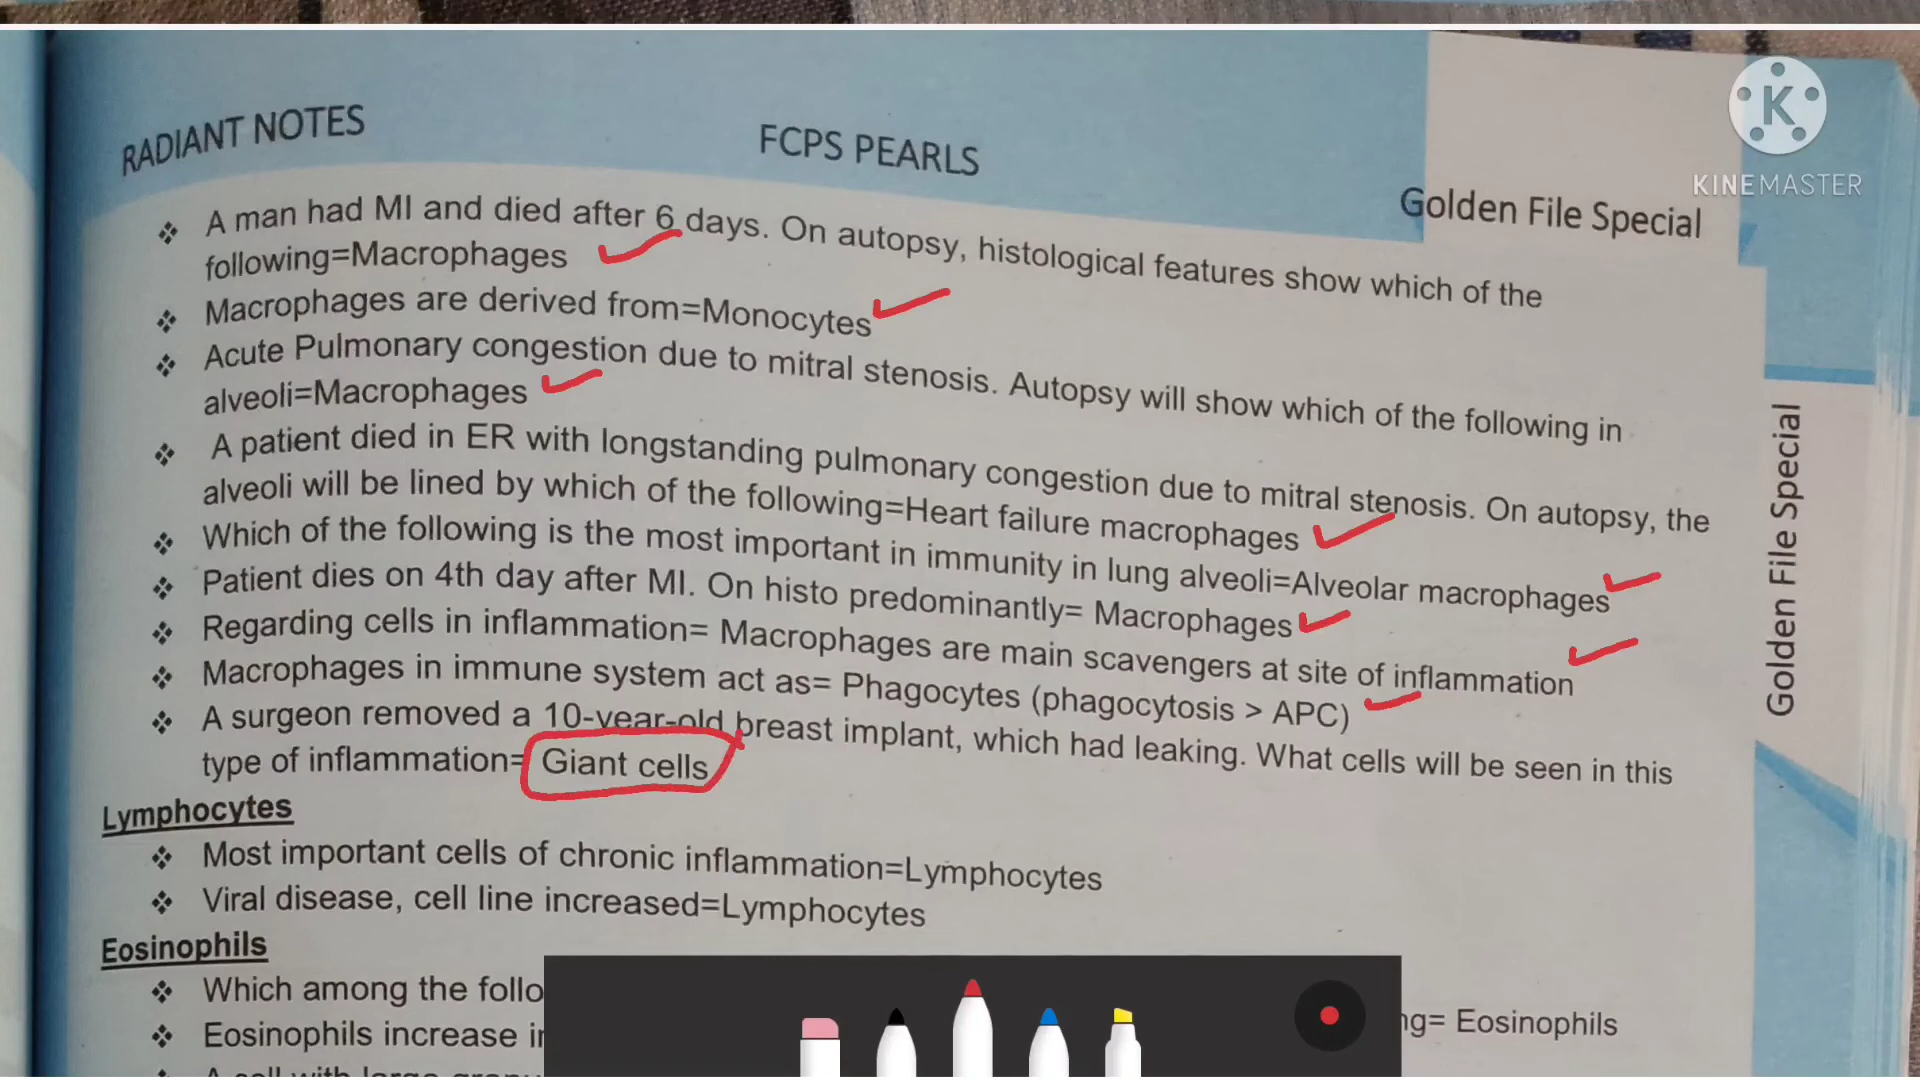 RADIANT NOTES
FCPS PEARLS
Golden File Special
K
KINEMASTER
❖ A man had MI and died after 6 days. On autopsy, histological features show which of the
following=Macrophages
❖ Macrophages are derived from=Monocytes
❖ Acute Pulmonary congestion due to mitral stenosis. Autopsy will show which of the following in
alveoli=Macrophages
❖ A patient died in ER with longstanding pulmonary congestion due to mitral stenosis. On autopsy, the
alveoli will be lined by which of the following=Heart failure macrophages
❖ Which of the following is the most important in immunity in lung alveoli=Alveolar macrophages
❖ Patient dies on 4th day after MI. On histo predominantly= Macrophages
❖ Regarding cells in inflammation= Macrophages are main scavengers at site of inflammation
❖ Macrophages in immune system act as= Phagocytes (phagocytosis > APC)
❖ A surgeon removed a 10-year-old breast implant, which had leaking. What cells will be seen in this
type of inflammation= Giant cells
Lymphocytes
❖ Most important cells of chronic inflammation=Lymphocytes
❖ Viral disease, cell line increased=Lymphocytes
Eosinophils
❖ Which among the follo
❖ Eosinophils increase in
ng= Eosinophils
A cell with large
Golden File Special